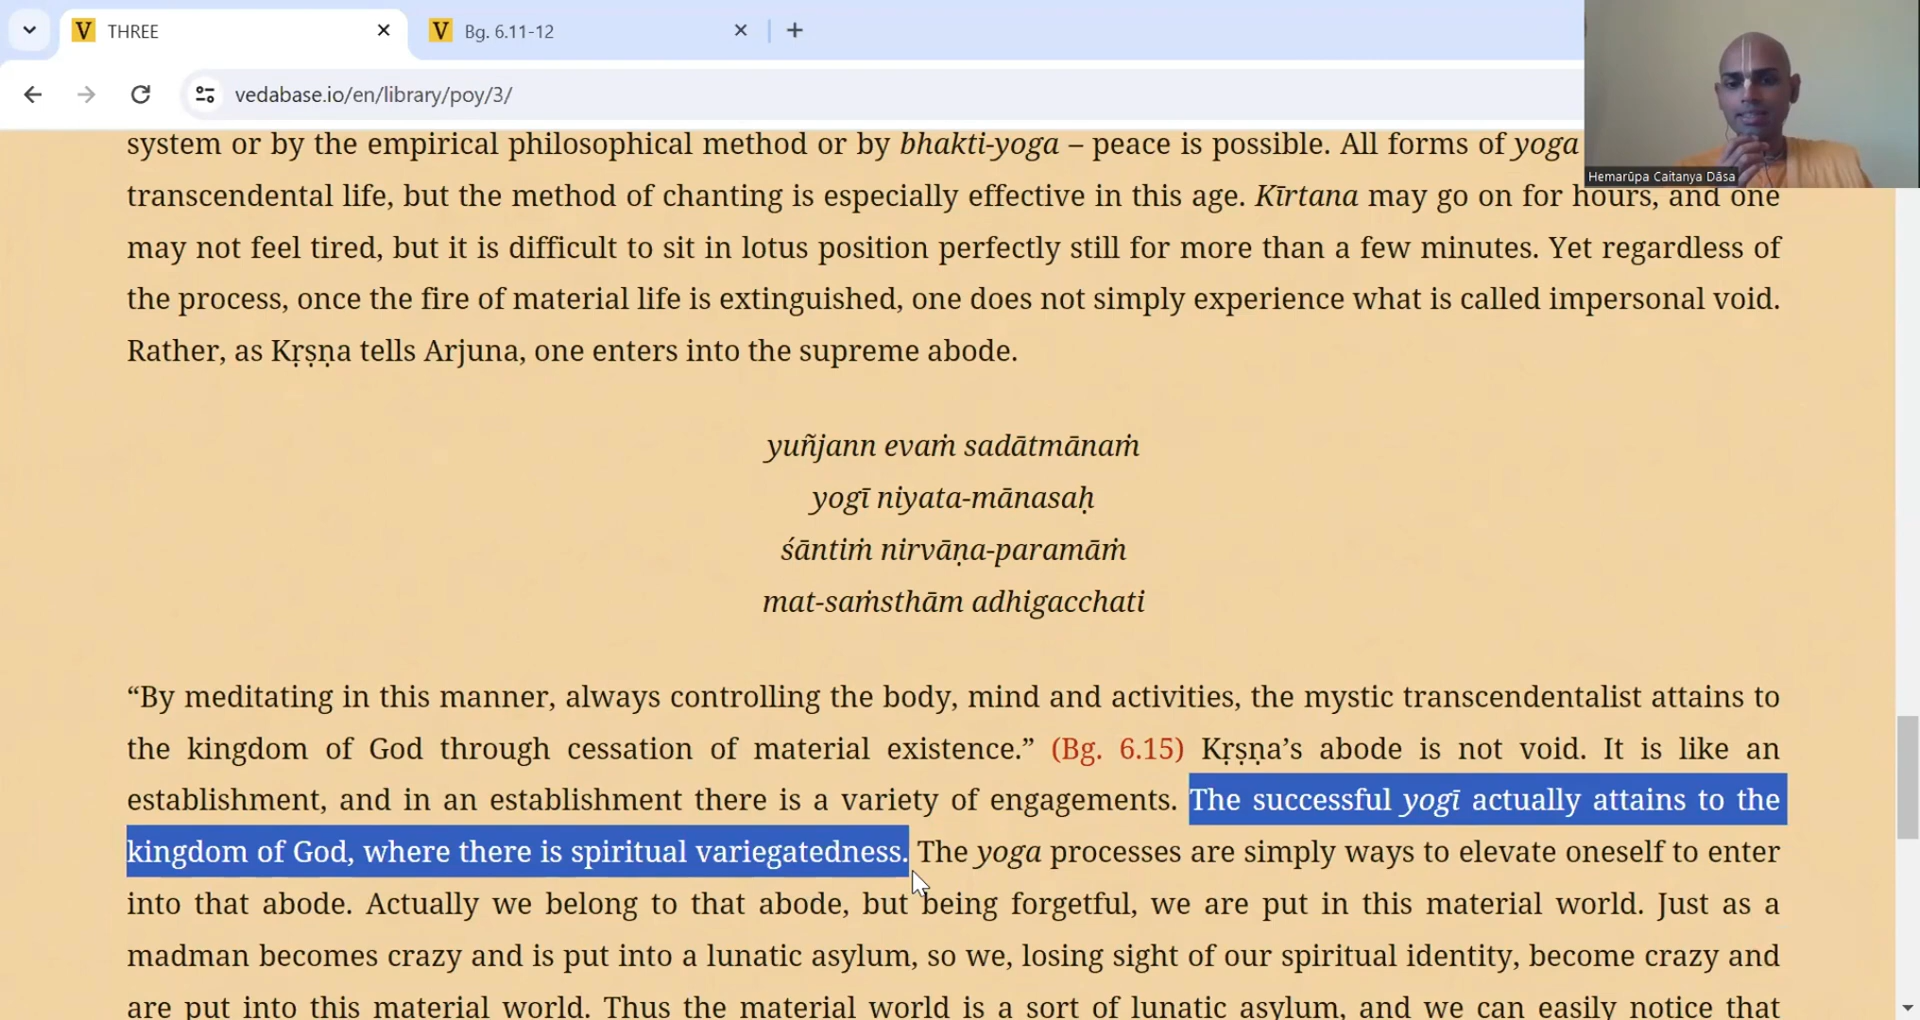 THREE
Bg. 6.11-12
vedabase.io/en/library/poy/3/
Hemarūpa Caitanya Dāsa
system or by the empirical philosophical method or by bhakti-yoga – peace is possible. All forms of yoga
transcendental life, but the method of chanting is especially effective in this age. Kīrtana may go on for hours, and one
may not feel tired, but it is difficult to sit in lotus position perfectly still for more than a few minutes. Yet regardless of
the process, once the fire of material life is extinguished, one does not simply experience what is called impersonal void.
Rather, as Kṛṣṇa tells Arjuna, one enters into the supreme abode.
yuñjann evaṁ sadātmānaṁ
yogī niyata-mānasaḥ
śāntiṁ nirvāṇa-paramāṁ
mat-saṁsthām adhigacchati
“By meditating in this manner, always controlling the body, mind and activities, the mystic transcendentalist attains to
the kingdom of God through cessation of material existence.” (Bg. 6.15) Kṛṣṇa’s abode is not void. It is like an
establishment, and in an establishment there is a variety of engagements. The successful yogī actually attains to the
kingdom of God, where there is spiritual variegatedness. The yoga processes are simply ways to elevate oneself to enter
into that abode. Actually we belong to that abode, but being forgetful, we are put in this material world. Just as a
madman becomes crazy and is put into a lunatic asylum, so we, losing sight of our spiritual identity, become crazy and
are put into this material world. Thus the material world is a sort of lunatic asylum, and we can easily notice that